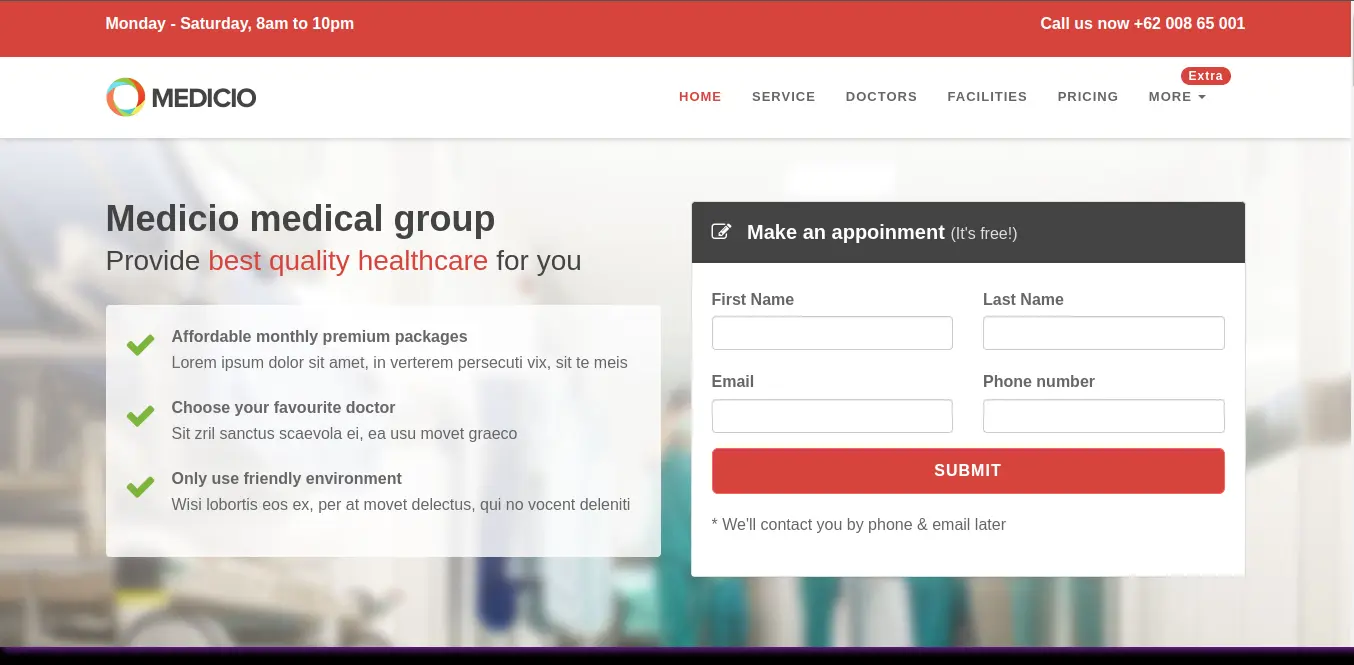 Monday - Saturday, 8am to 10pm
Call us now +62 008 65 001
MEDICIO
Extra
HOME SERVICE DOCTORS FACILITIES PRICING MORE
Medicio medical group
Provide best quality healthcare for you
Affordable monthly premium packages
Lorem ipsum dolor sit amet, in verterem persecuti vix, sit te meis
Choose your favourite doctor
Sit zril sanctus scaevola ei, ea usu movet graeco
Only use friendly environment
Wisi lobortis eos ex, per at movet delectus, qui no vocent deleniti
Make an appoinment (It's free!)
First Name
Last Name
Email
Phone number
SUBMIT
* We'll contact you by phone & email later